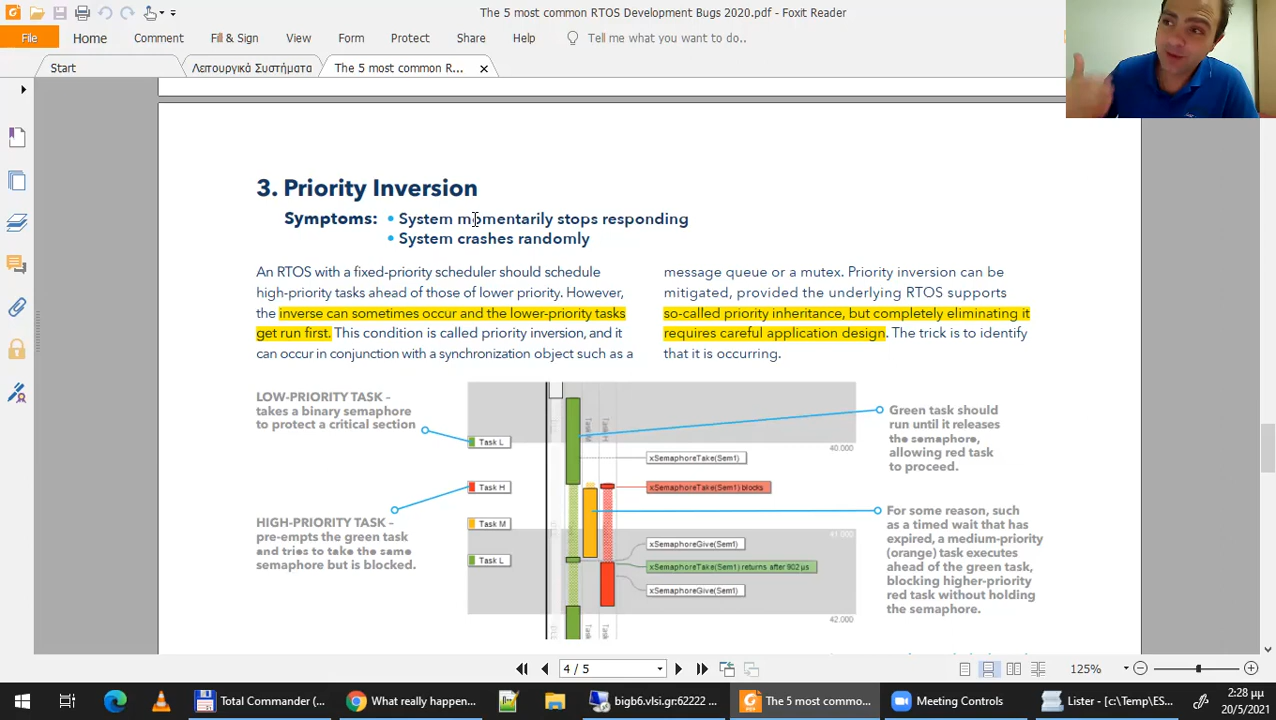 The 5 most common RTOS Development Bugs 2020.pdf - Foxit Reader
File Home Comment Fill & Sign View Form Protect Share Help Tell me what you want to do..
Start Λειτουργικά Συστήματα The 5 most common R...
3. Priority Inversion
Symptoms: • System momentarily stops responding
• System crashes randomly
An RTOS with a fixed-priority scheduler should schedule
high-priority tasks ahead of those of lower priority. However,
the inverse can sometimes occur and the lower-priority tasks
get run first. This condition is called priority inversion, and it
can occur in conjunction with a synchronization object such as a
message queue or a mutex. Priority inversion can be
mitigated, provided the underlying RTOS supports
so-called priority inheritance, but completely eliminating it
requires careful application design. The trick is to identify
that it is occurring.
LOW-PRIORITY TASK -
takes a binary semaphore
to protect a critical section
HIGH-PRIORITY TASK -
pre-empts the green task
and tries to take the same
semaphore but is blocked.
Task L
Task H
Task M
Task L
xSemaphoreTake(Sem1)
xSemaphoreTake(Sem1) blocks
xSemaphoreGive(Sem1)
xSemaphoreTake(Sem1) returns after 902 µs
xSemaphoreGive(Sem1)
40.000
41.000
42.000
Green task should
run until it releases
the semaphore,
allowing red task
to proceed.
For some reason, such
as a timed wait that has
expired, a medium-priority
(orange) task executes
ahead of the green task,
blocking higher-priority
red task without holding
the semaphore.
4 / 5
125%
Total Commander (...
What really happen...
bigb6.vlsi.gr:62222 ...
The 5 most commo...
Meeting Controls
Lister - [c:\Temp\ES...
2:28 μμ
20/5/2021